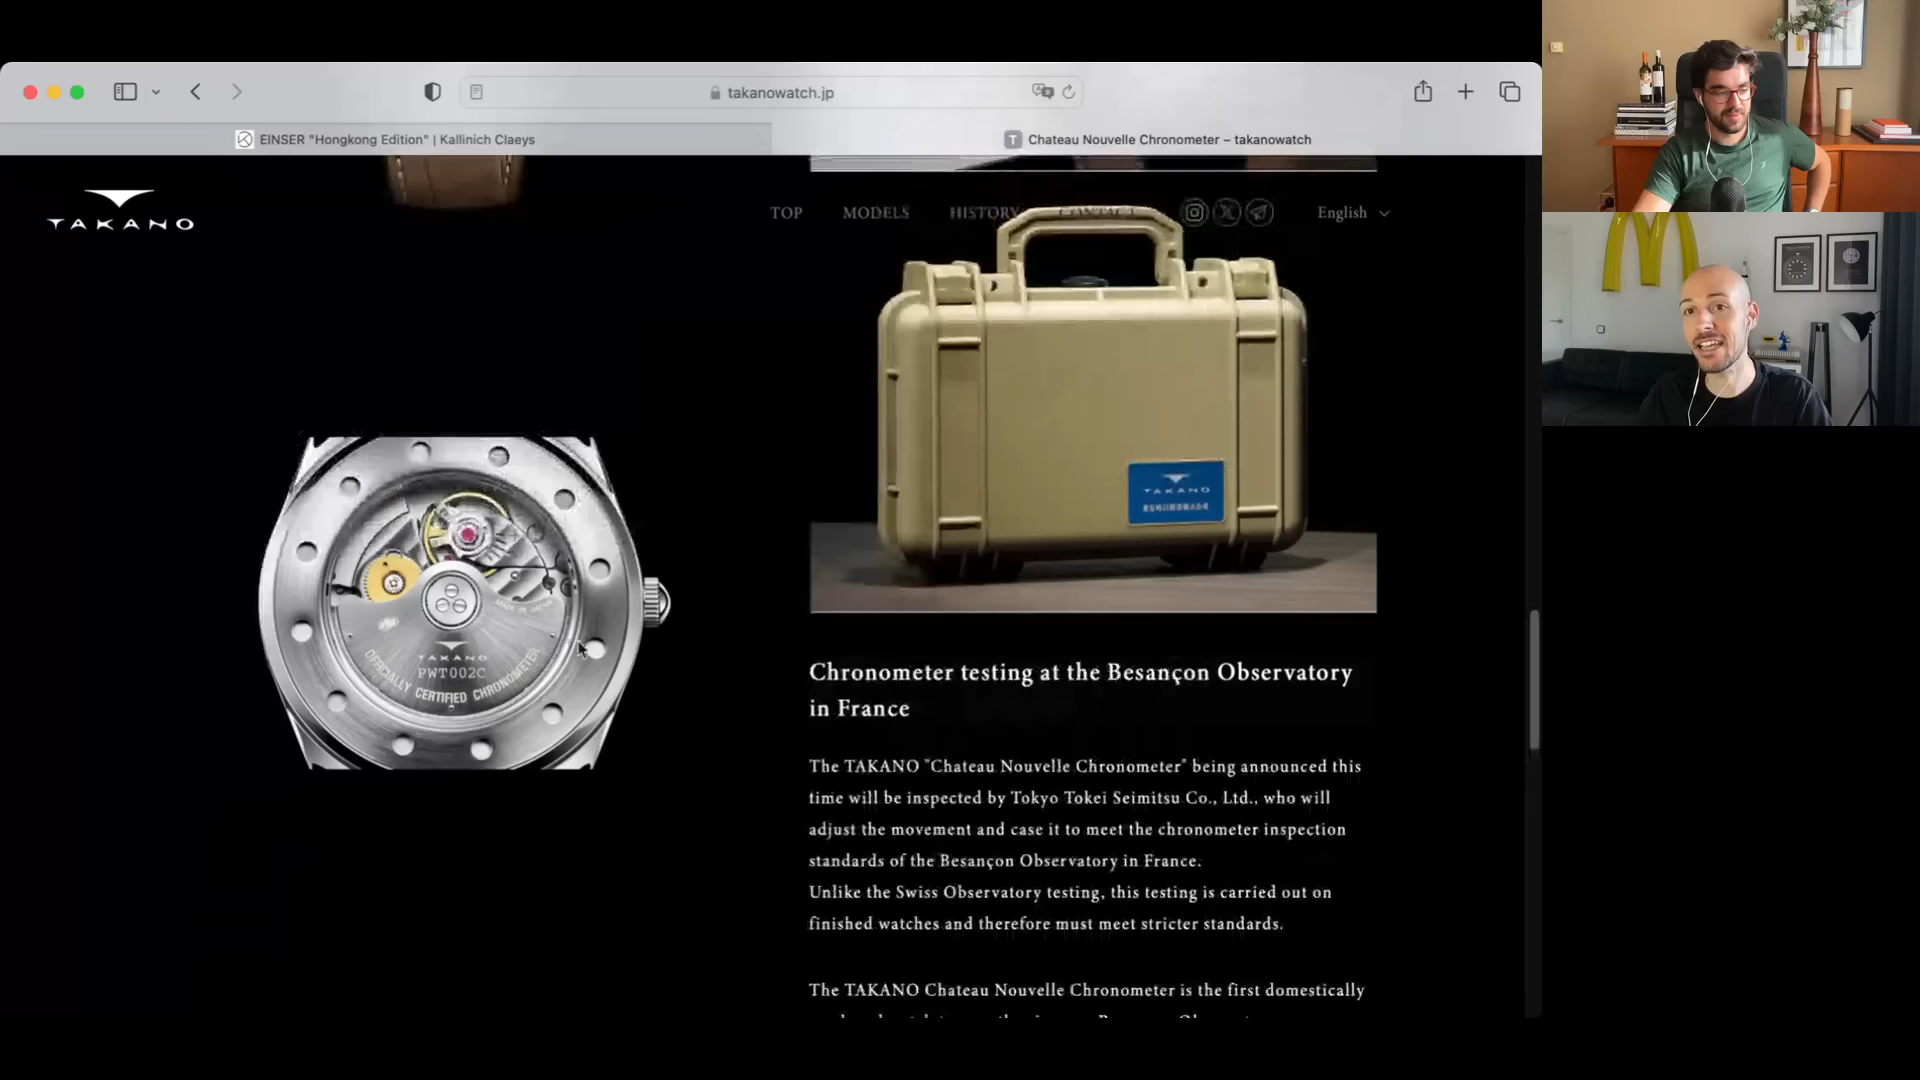 takanowatch.jp
EINSER "Hongkong Edition" | Kallinich Claeys
T Chateau Nouvelle Chronometer – takanowatch
TAKANO
TOP MODELS HISTORY CONTACT English
TAKANO
MADE IN JAPAN
TAKANO
PWT002C
OFFICIALLY CERTIFIED CHRONOMETER
Chronometer testing at the Besançon Observatory
in France
The TAKANO "Chateau Nouvelle Chronometer" being announced this
time will be inspected by Tokyo Tokei Seimitsu Co., Ltd., who will
adjust the movement and case it to meet the chronometer inspection
standards of the Besançon Observatory in France.
Unlike the Swiss Observatory testing, this testing is carried out on
finished watches and therefore must meet stricter standards.
The TAKANO Chateau Nouvelle Chronometer is the first domestically